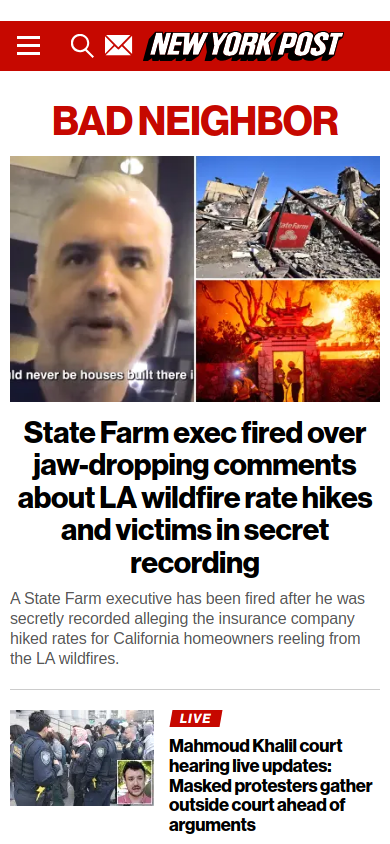 NEW YORK POST
BAD NEIGHBOR
StateFarm
ld never be houses built there i
State Farm exec fired over
jaw-dropping comments
about LA wildfire rate hikes
and victims in secret
recording
A State Farm executive has been fired after he was
secretly recorded alleging the insurance company
hiked rates for California homeowners reeling from
the LA wildfires.
LIVE
Mahmoud Khalil court
hearing live updates:
Masked protesters gather
outside court ahead of
arguments